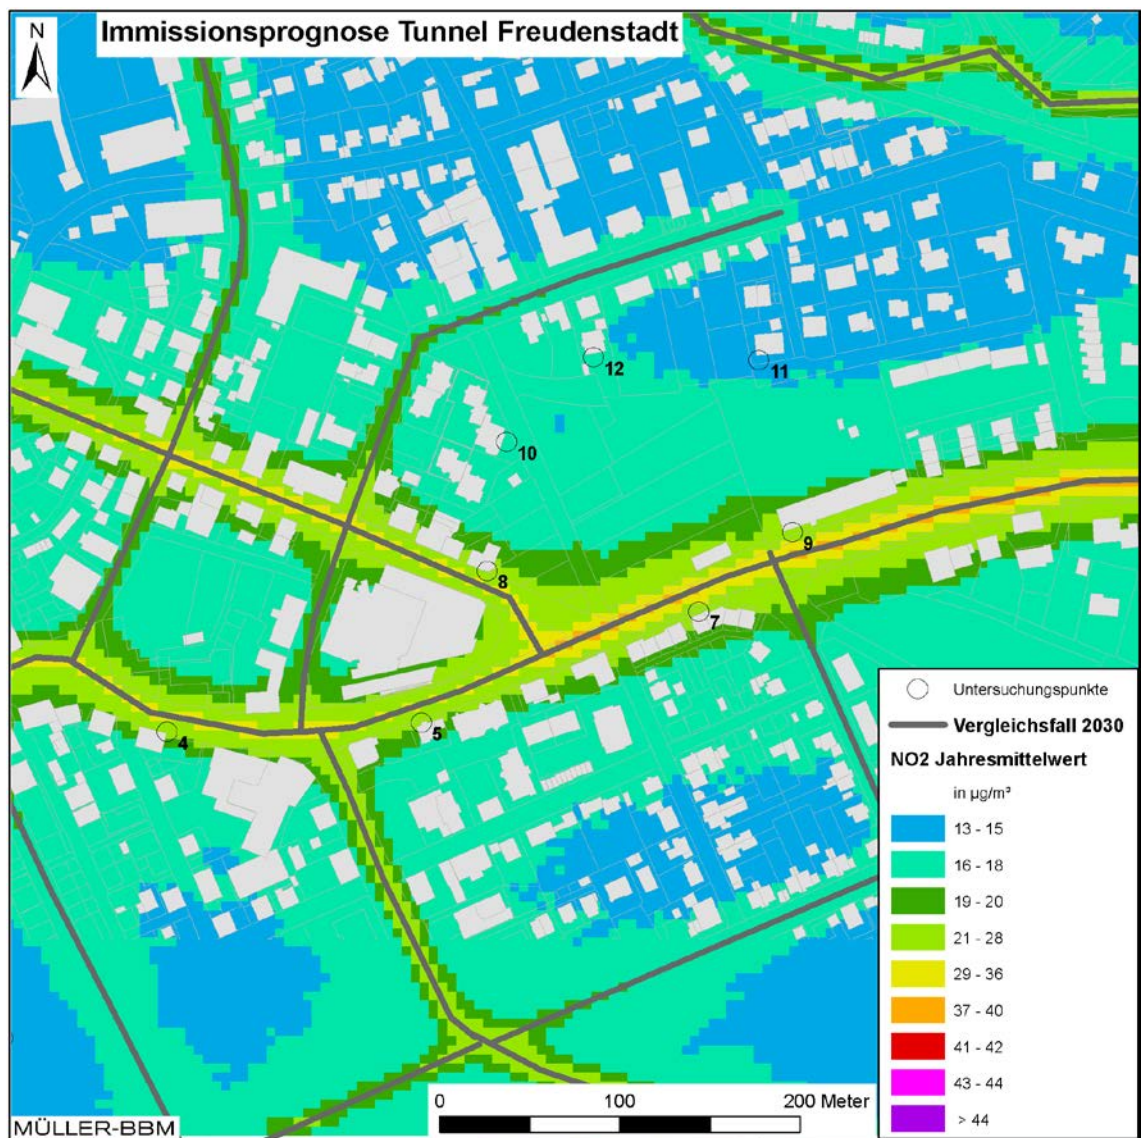 Immissionsprognose Tunnel Freudenstadt
N
12
11
10
9
8
7
5
4
Untersuchungspunkte
Vergleichsfall 2030
NO2 Jahresmittelwert
in µg/m³
13 - 15
16 - 18
19 - 20
21 - 28
29 - 36
37 - 40
41 - 42
43 - 44
> 44
0 100 200 Meter
MÜLLER-BBM